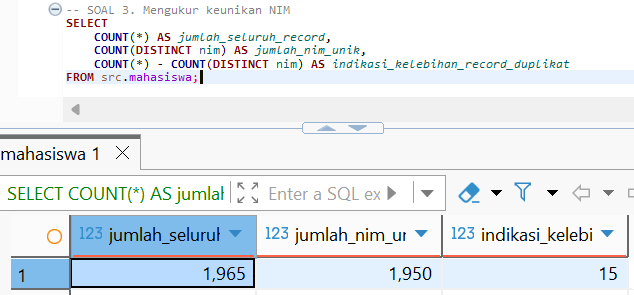 -- SOAL 3. Mengukur keunikan NIM
SELECT
COUNT(*) AS jumlah_seluruh_record,
COUNT(DISTINCT nim) AS jumlah_nim_unik,
COUNT(*) - COUNT(DISTINCT nim) AS indikasi_kelebihan_record_duplikat
FROM src.mahasiswa;
mahasiswa 1
SELECT COUNT(*) AS jumlal Enter a SQL ex
123 jumlah_seluruh 123 jumlah_nim_ur 123 indikasi_kelebi
1 1,965 1,950 15